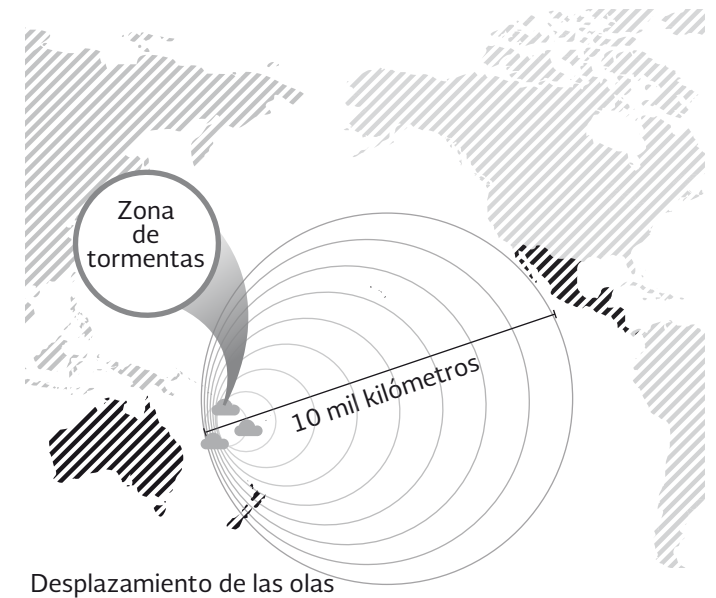 Zona
de
tormentas
10 mil kilómetros
Desplazamiento de las olas